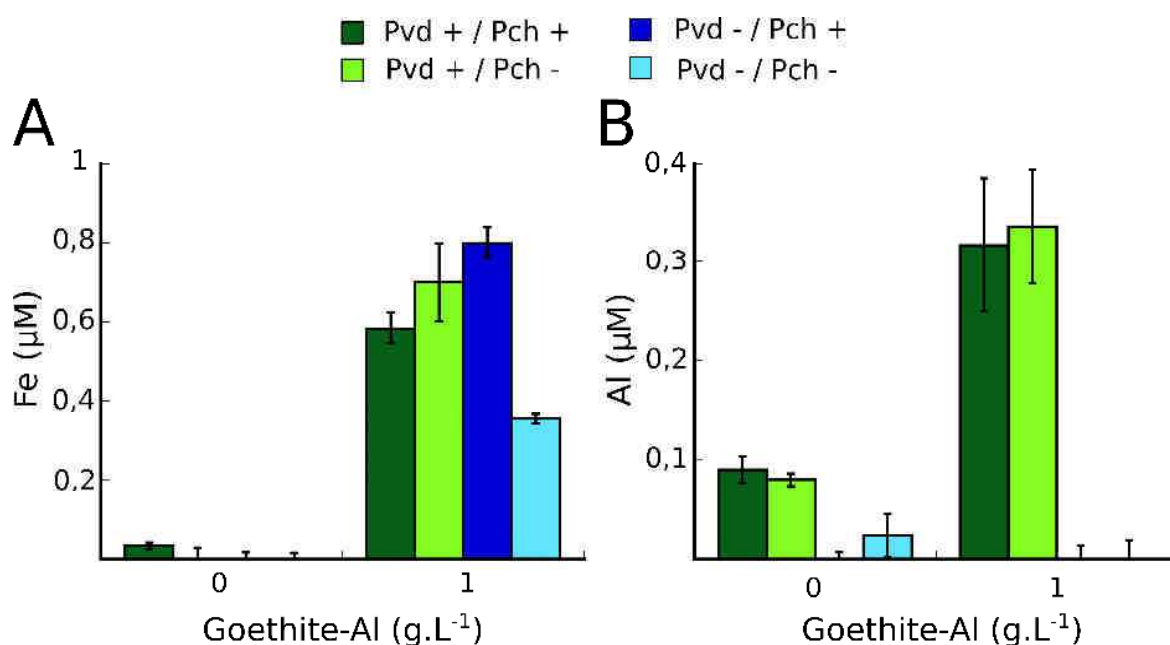 Pvd + / Pch +
Pvd - / Pch +
Pvd + / Pch -
Pvd - / Pch -
A
B
1
0,8
0,6
0,4
0,2
Fe (µM)
0
1
Goethite-Al (g.L⁻¹)
0,4
0,3
0,2
0,1
Al (µM)
0
1
Goethite-Al (g.L⁻¹)